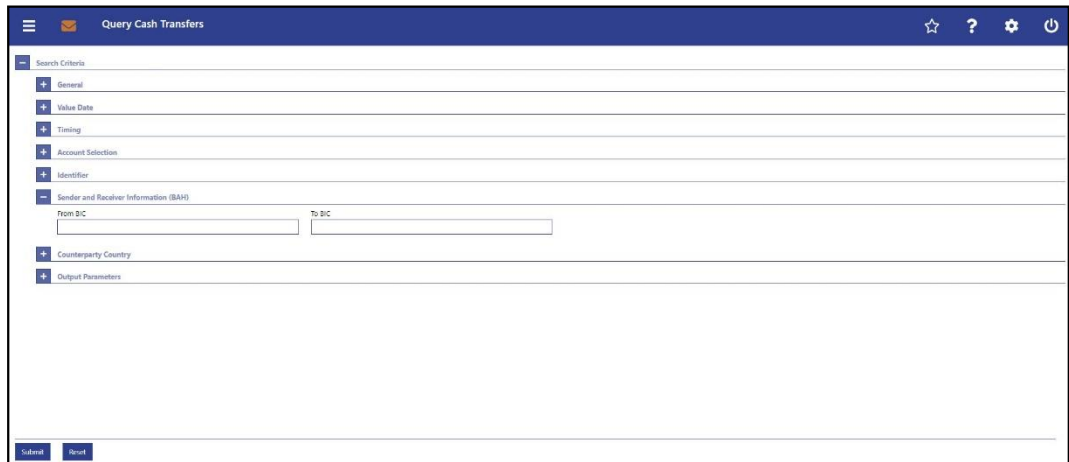 Query Cash Transfers
Search Criteria
General
Value Date
Timing
Account Selection
Identifier
Sender and Receiver Information (BAH)
From BIC To BIC
Counterparty Country
Output Parameters
Submit Reset